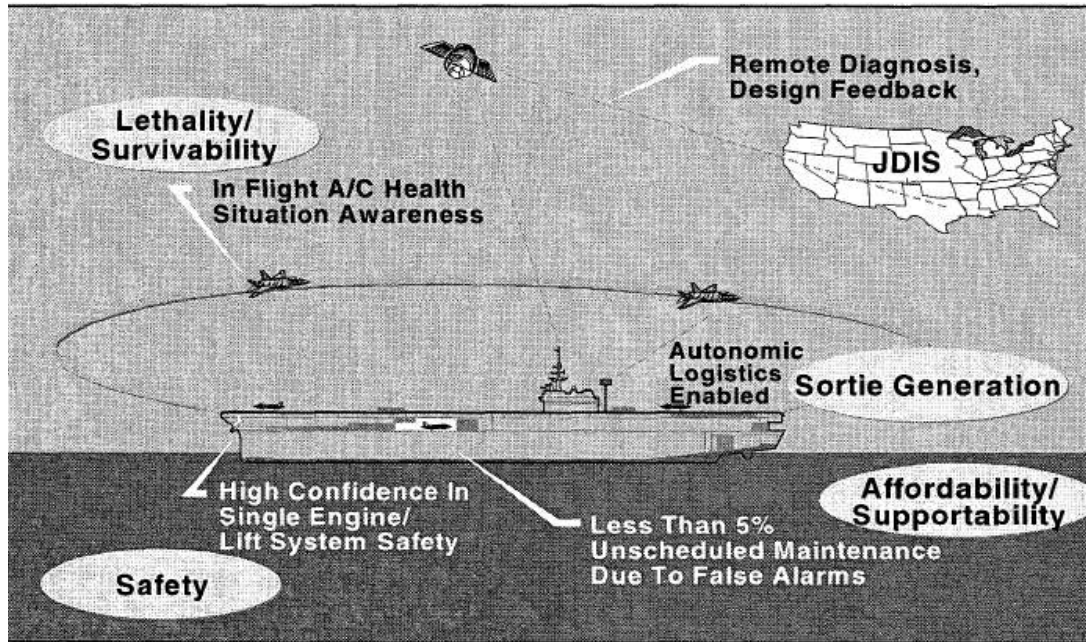 Remote Diagnosis,
Design Feedback
JDIS
Lethality/
Survivability
In Flight A/C Health
Situation Awareness
Autonomic
Logistics
Enabled
Sortie Generation
High Confidence In
Single Engine/
Lift System Safety
Less Than 5%
Unscheduled Maintenance
Due To False Alarms
Affordability/
Supportability
Safety